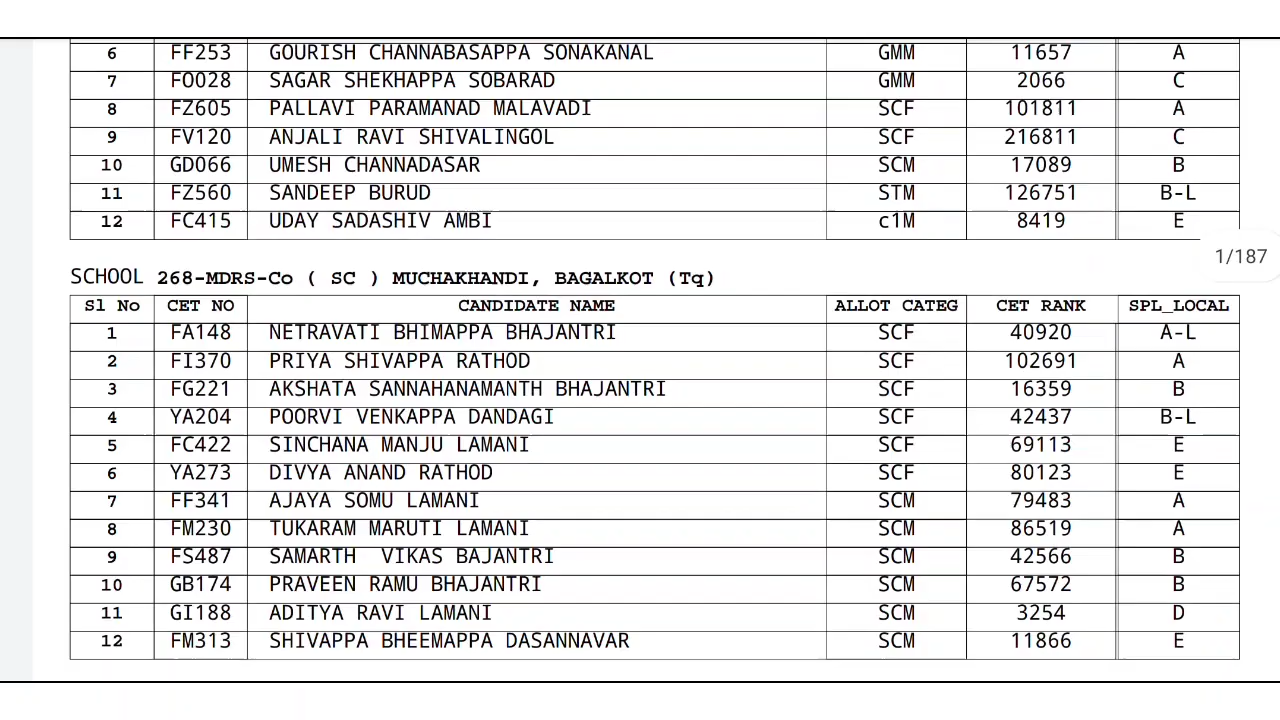 6 FF253 GOURISH CHANNABASAPPA SONAKANAL GMM 11657 A
7 FO028 SAGAR SHEKHAPPA SOBARAD GMM 2066 C
8 FZ605 PALLAVI PARAMANAD MALAVADI SCF 101811 A
9 FV120 ANJALI RAVI SHIVALINGOL SCF 216811 C
10 GD066 UMESH CHANNADASAR SCM 17089 B
11 FZ560 SANDEEP BURUD STM 126751 B-L
12 FC415 UDAY SADASHIV AMBI c1M 8419 E
1/187
SCHOOL 268-MDRS-Co ( SC ) MUCHAKHANDI, BAGALKOT (Tq)
Sl No CET NO CANDIDATE NAME ALLOT CATEG CET RANK SPL_LOCAL
1 FA148 NETRAVATI BHIMAPPA BHAJANTRI SCF 40920 A-L
2 FI370 PRIYA SHIVAPPA RATHOD SCF 102691 A
3 FG221 AKSHATA SANNAHANAMANTH BHAJANTRI SCF 16359 B
4 YA204 POORVI VENKAPPA DANDAGI SCF 42437 B-L
5 FC422 SINCHANA MANJU LAMANI SCF 69113 E
6 YA273 DIVYA ANAND RATHOD SCF 80123 E
7 FF341 AJAYA SOMU LAMANI SCM 79483 A
8 FM230 TUKARAM MARUTI LAMANI SCM 86519 A
9 FS487 SAMARTH  VIKAS BAJANTRI SCM 42566 B
10 GB174 PRAVEEN RAMU BHAJANTRI SCM 67572 B
11 GI188 ADITYA RAVI LAMANI SCM 3254 D
12 FM313 SHIVAPPA BHEEMAPPA DASANNAVAR SCM 11866 E